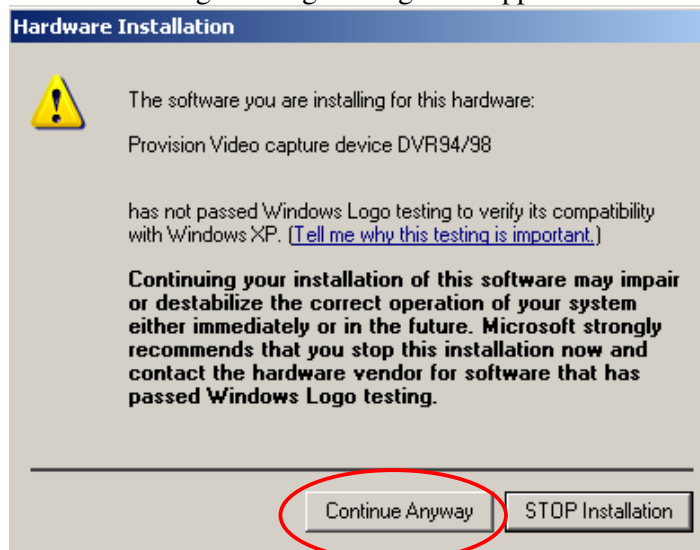 Hardware Installation
The software you are installing for this hardware:
Provision Video capture device DVR94/98
has not passed Windows Logo testing to verify its compatibility
with Windows XP. (Tell me why this testing is important.)
Continuing your installation of this software may impair
or destabilize the correct operation of your system
either immediately or in the future. Microsoft strongly
recommends that you stop this installation now and
contact the hardware vendor for software that has
passed Windows Logo testing.
Continue Anyway
STOP Installation